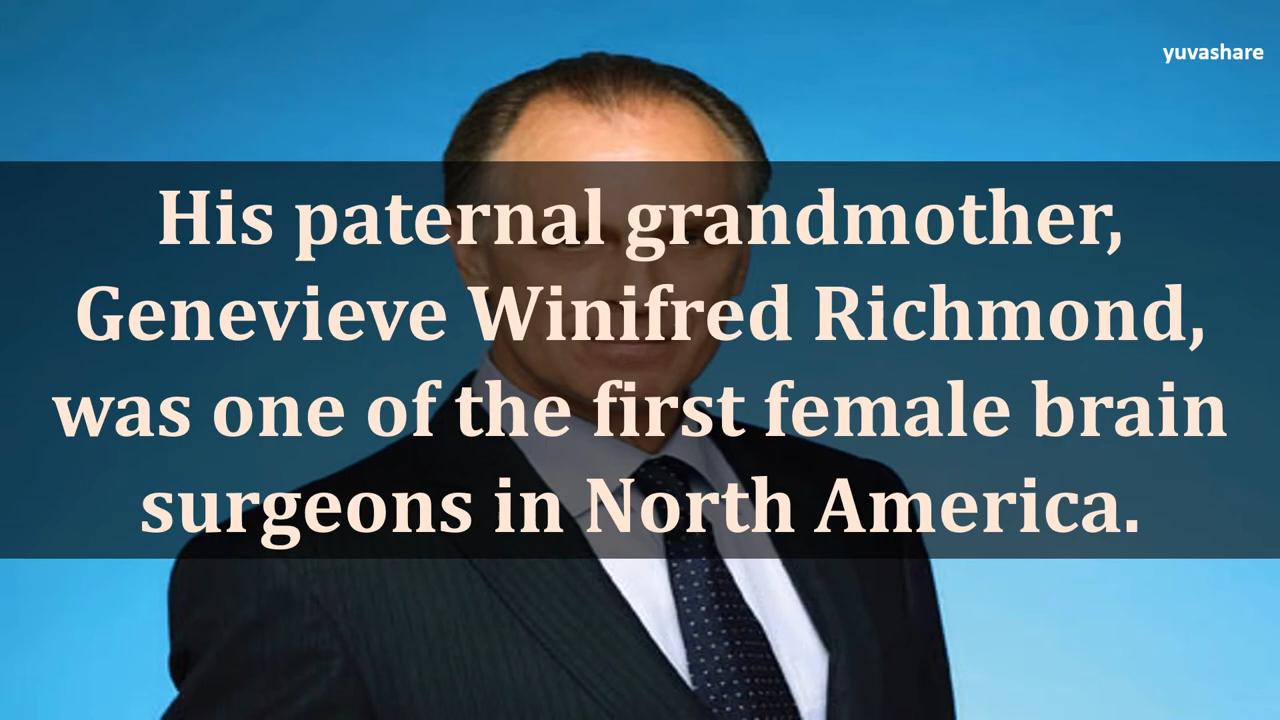 yuvashare
His paternal grandmother,
Genevieve Winifred Richmond,
was one of the first female brain
surgeons in North America.